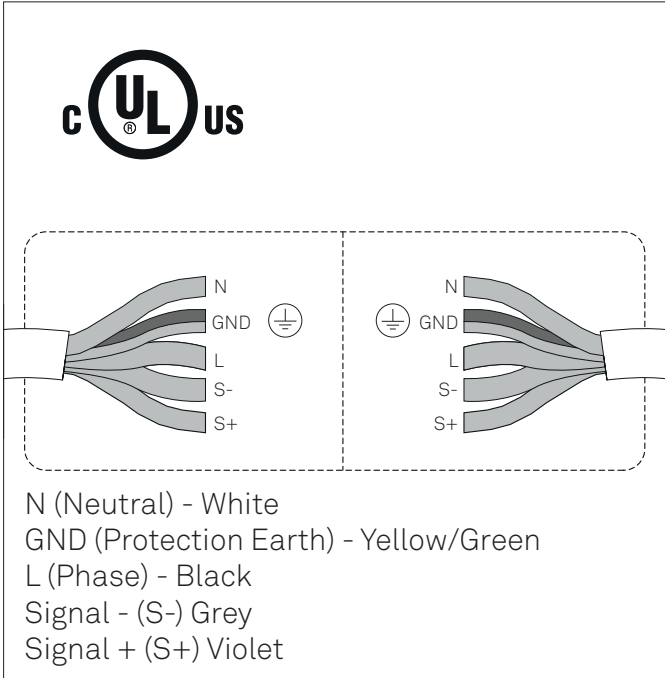 c UL® US
N N
GND GND
L L
S- S-
S+ S+
N (Neutral) - White
GND (Protection Earth) - Yellow/Green
L (Phase) - Black
Signal - (S-) Grey
Signal + (S+) Violet